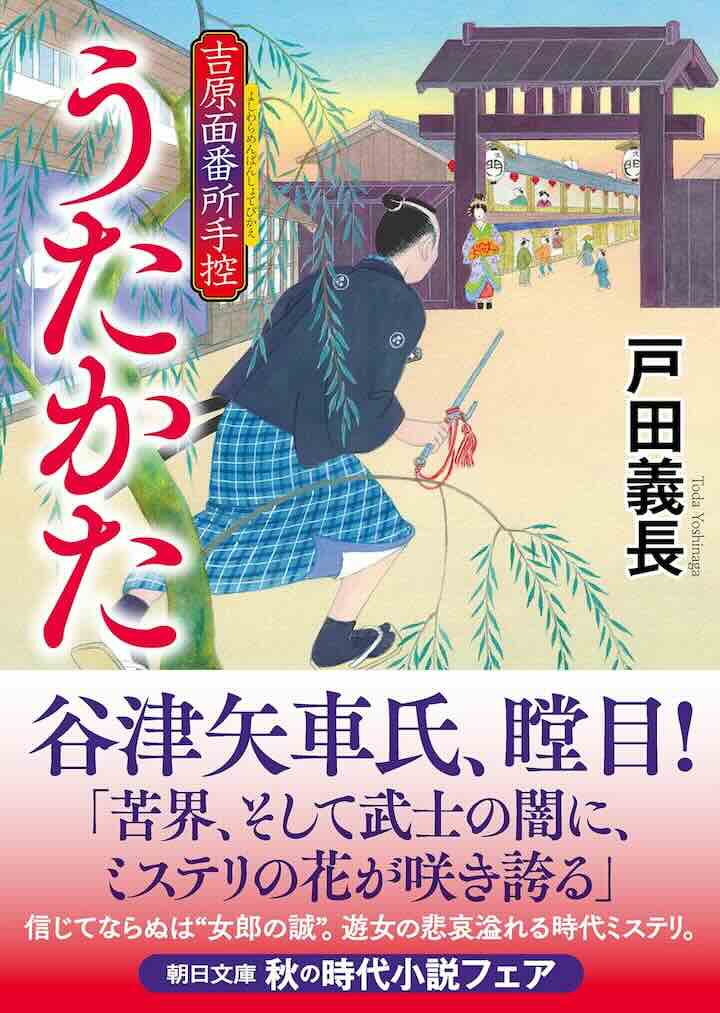 うたかた
吉原面番所手控
よしわらめんばんしょてびかえ
門
門
戸田義長
Toda Yoshinaga
谷津矢車氏、瞠目!
「苦界、そして武士の闇に、
ミステリの花が咲き誇る」
信じてならぬは“女郎の誠”。遊女の悲哀溢れる時代ミステリ。
朝日文庫 秋の時代小説フェア